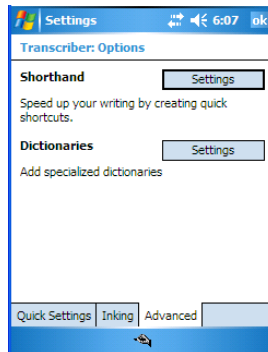 Settings 6:07 ok
Transcriber: Options
Shorthand Settings
Speed up your writing by creating quick
shortcuts.
Dictionaries Settings
Add specialized dictionaries
Quick Settings Inking Advanced